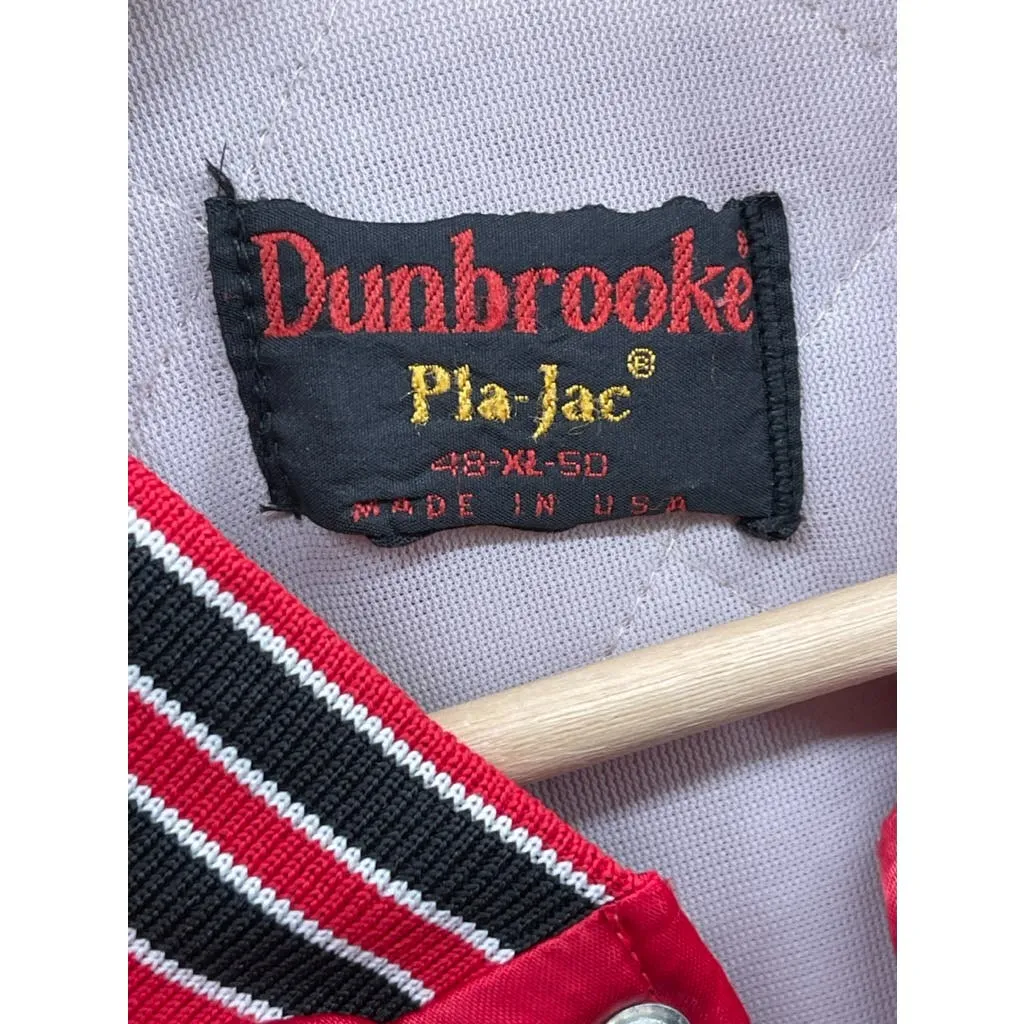 Dunbrooke®
Pla-Jac®
48-XL-50
MADE IN USA